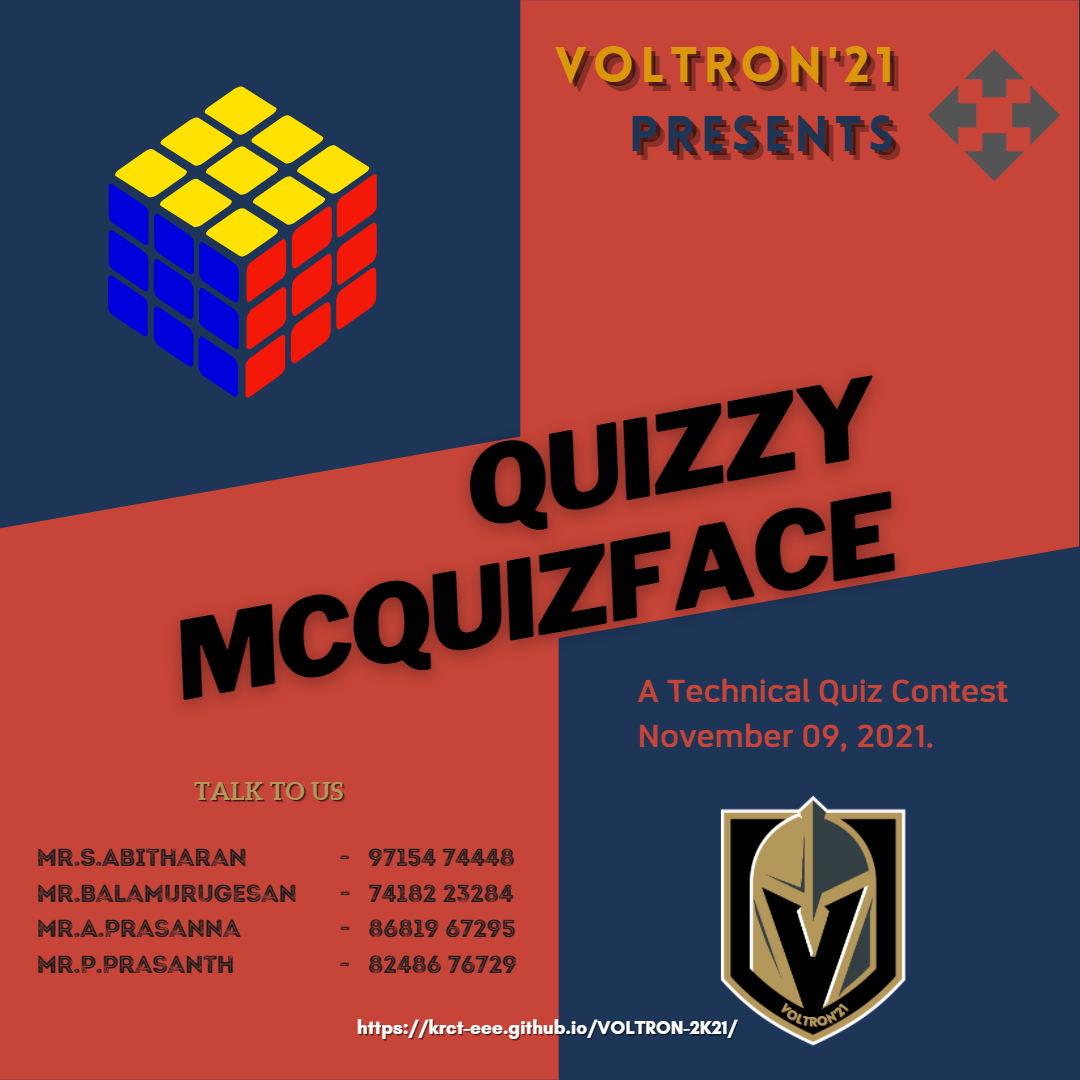 VOLTRON'21
PRESENTS
QUIZZY
MCQUIZFACE
A Technical Quiz Contest
November 09, 2021.
TALK TO US
MR.S.ABITHARAN - 97154 74448
MR.BALAMURUGESAN - 74182 23284
MR.A.PRASANNA - 86819 67295
MR.P.PRASANTH - 82486 76729
VOLTRON'21
https://krct-eee.github.io/VOLTRON-2K21/